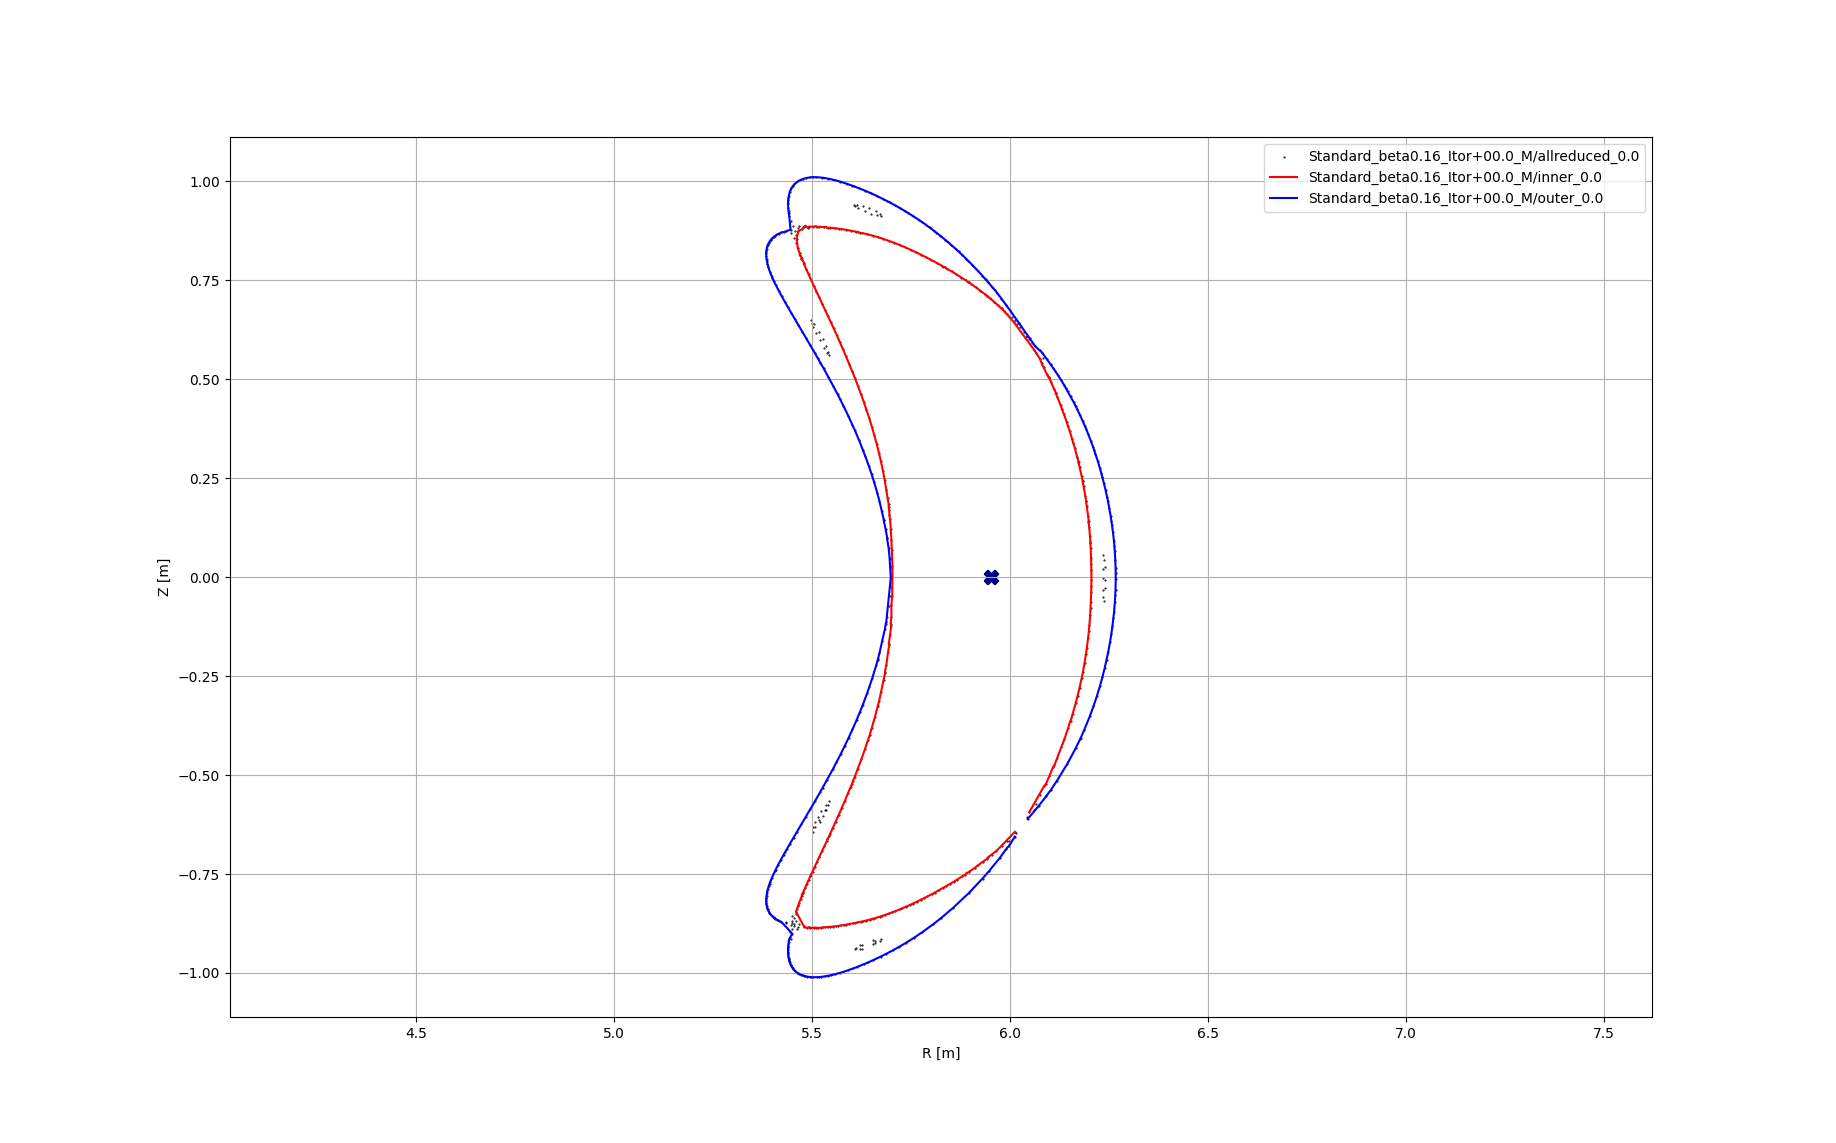 Standard_beta0.16_Itor+00.0_M/allreduced_0.0
Standard_beta0.16_Itor+00.0_M/inner_0.0
Standard_beta0.16_Itor+00.0_M/outer_0.0
1.00
0.75
0.50
0.25
0.00
−0.25
−0.50
−0.75
−1.00
Z [m]
4.5 5.0 5.5 6.0 6.5 7.0 7.5
R [m]